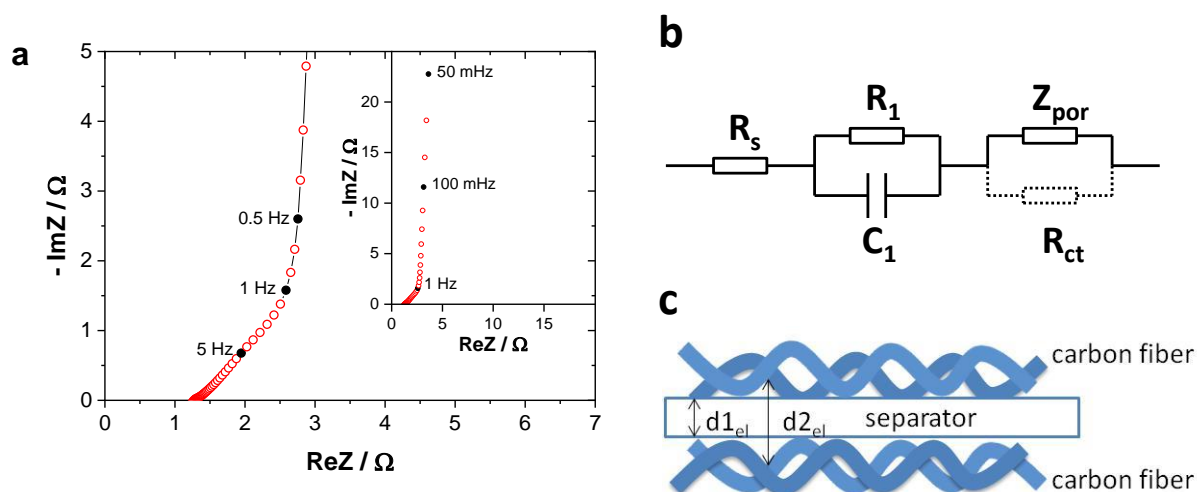 a
5
4
3
2
1
0
- ImZ / Ω
0.5 Hz
1 Hz
5 Hz
0 1 2 3 4 5 6 7
ReZ / Ω
20
15
10
5
0
- ImZ / Ω
50 mHz
100 mHz
1 Hz
0 5 10 15
ReZ / Ω
b
Rs
R1
C1
Zpor
Rct
c
carbon fiber
d1el
d2el
separator
carbon fiber